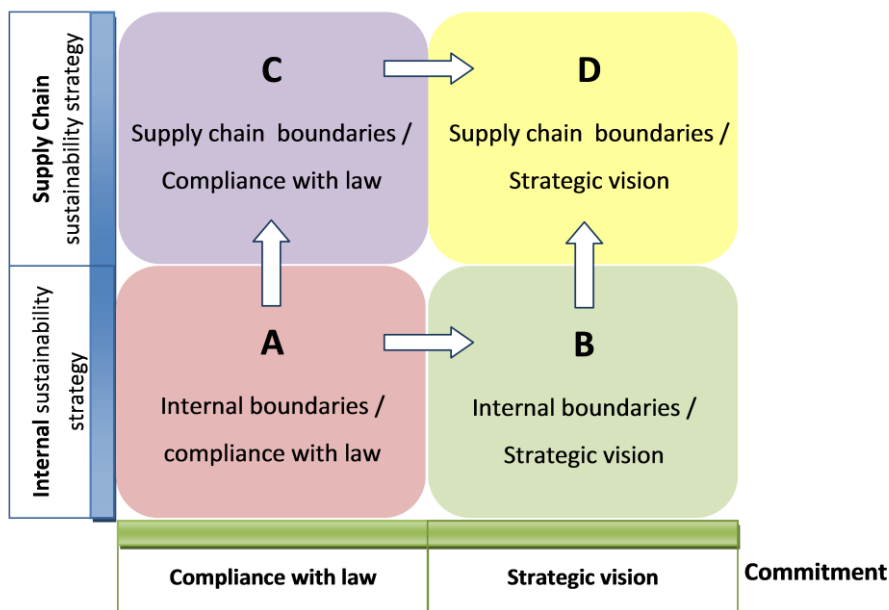 Supply Chain
sustainability strategy
C
Supply chain boundaries /
Compliance with law
D
Supply chain boundaries /
Strategic vision
Internal sustainability
strategy
A
Internal boundaries /
compliance with law
B
Internal boundaries /
Strategic vision
Compliance with law
Strategic vision
Commitment